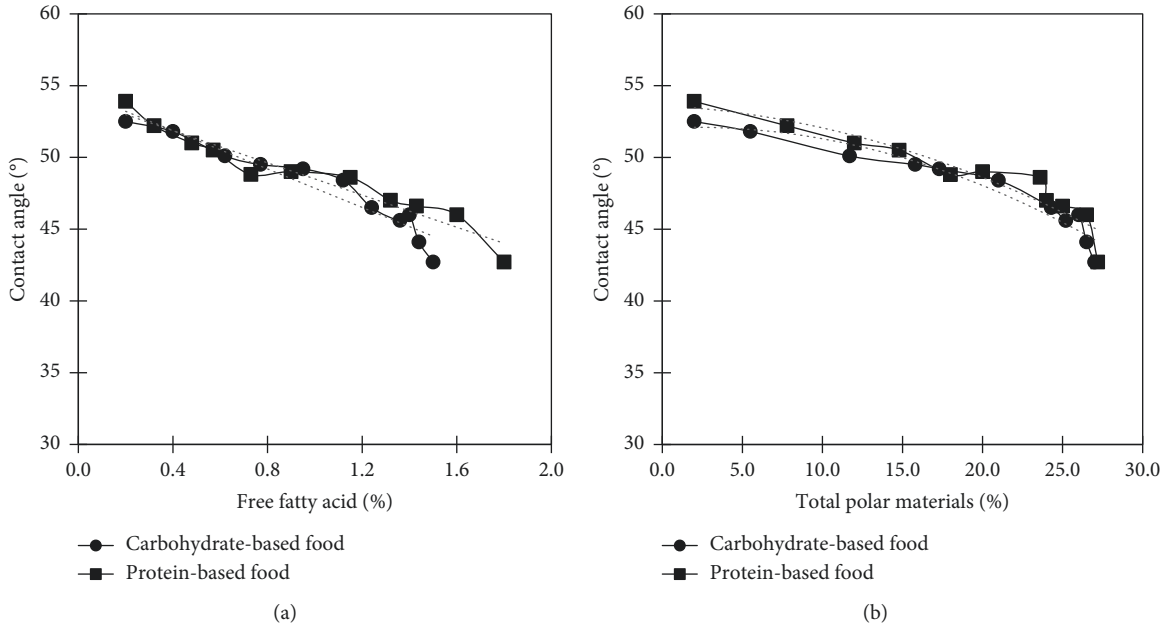 60
55
50
45
40
35
30
Contact angle (°)
0.0 0.4 0.8 1.2 1.6 2.0
Free fatty acid (%)
Carbohydrate-based food
Protein-based food
(a)
60
55
50
45
40
35
30
Contact angle (°)
0.0 5.0 10.0 15.0 20.0 25.0 30.0
Total polar materials (%)
Carbohydrate-based food
Protein-based food
(b)